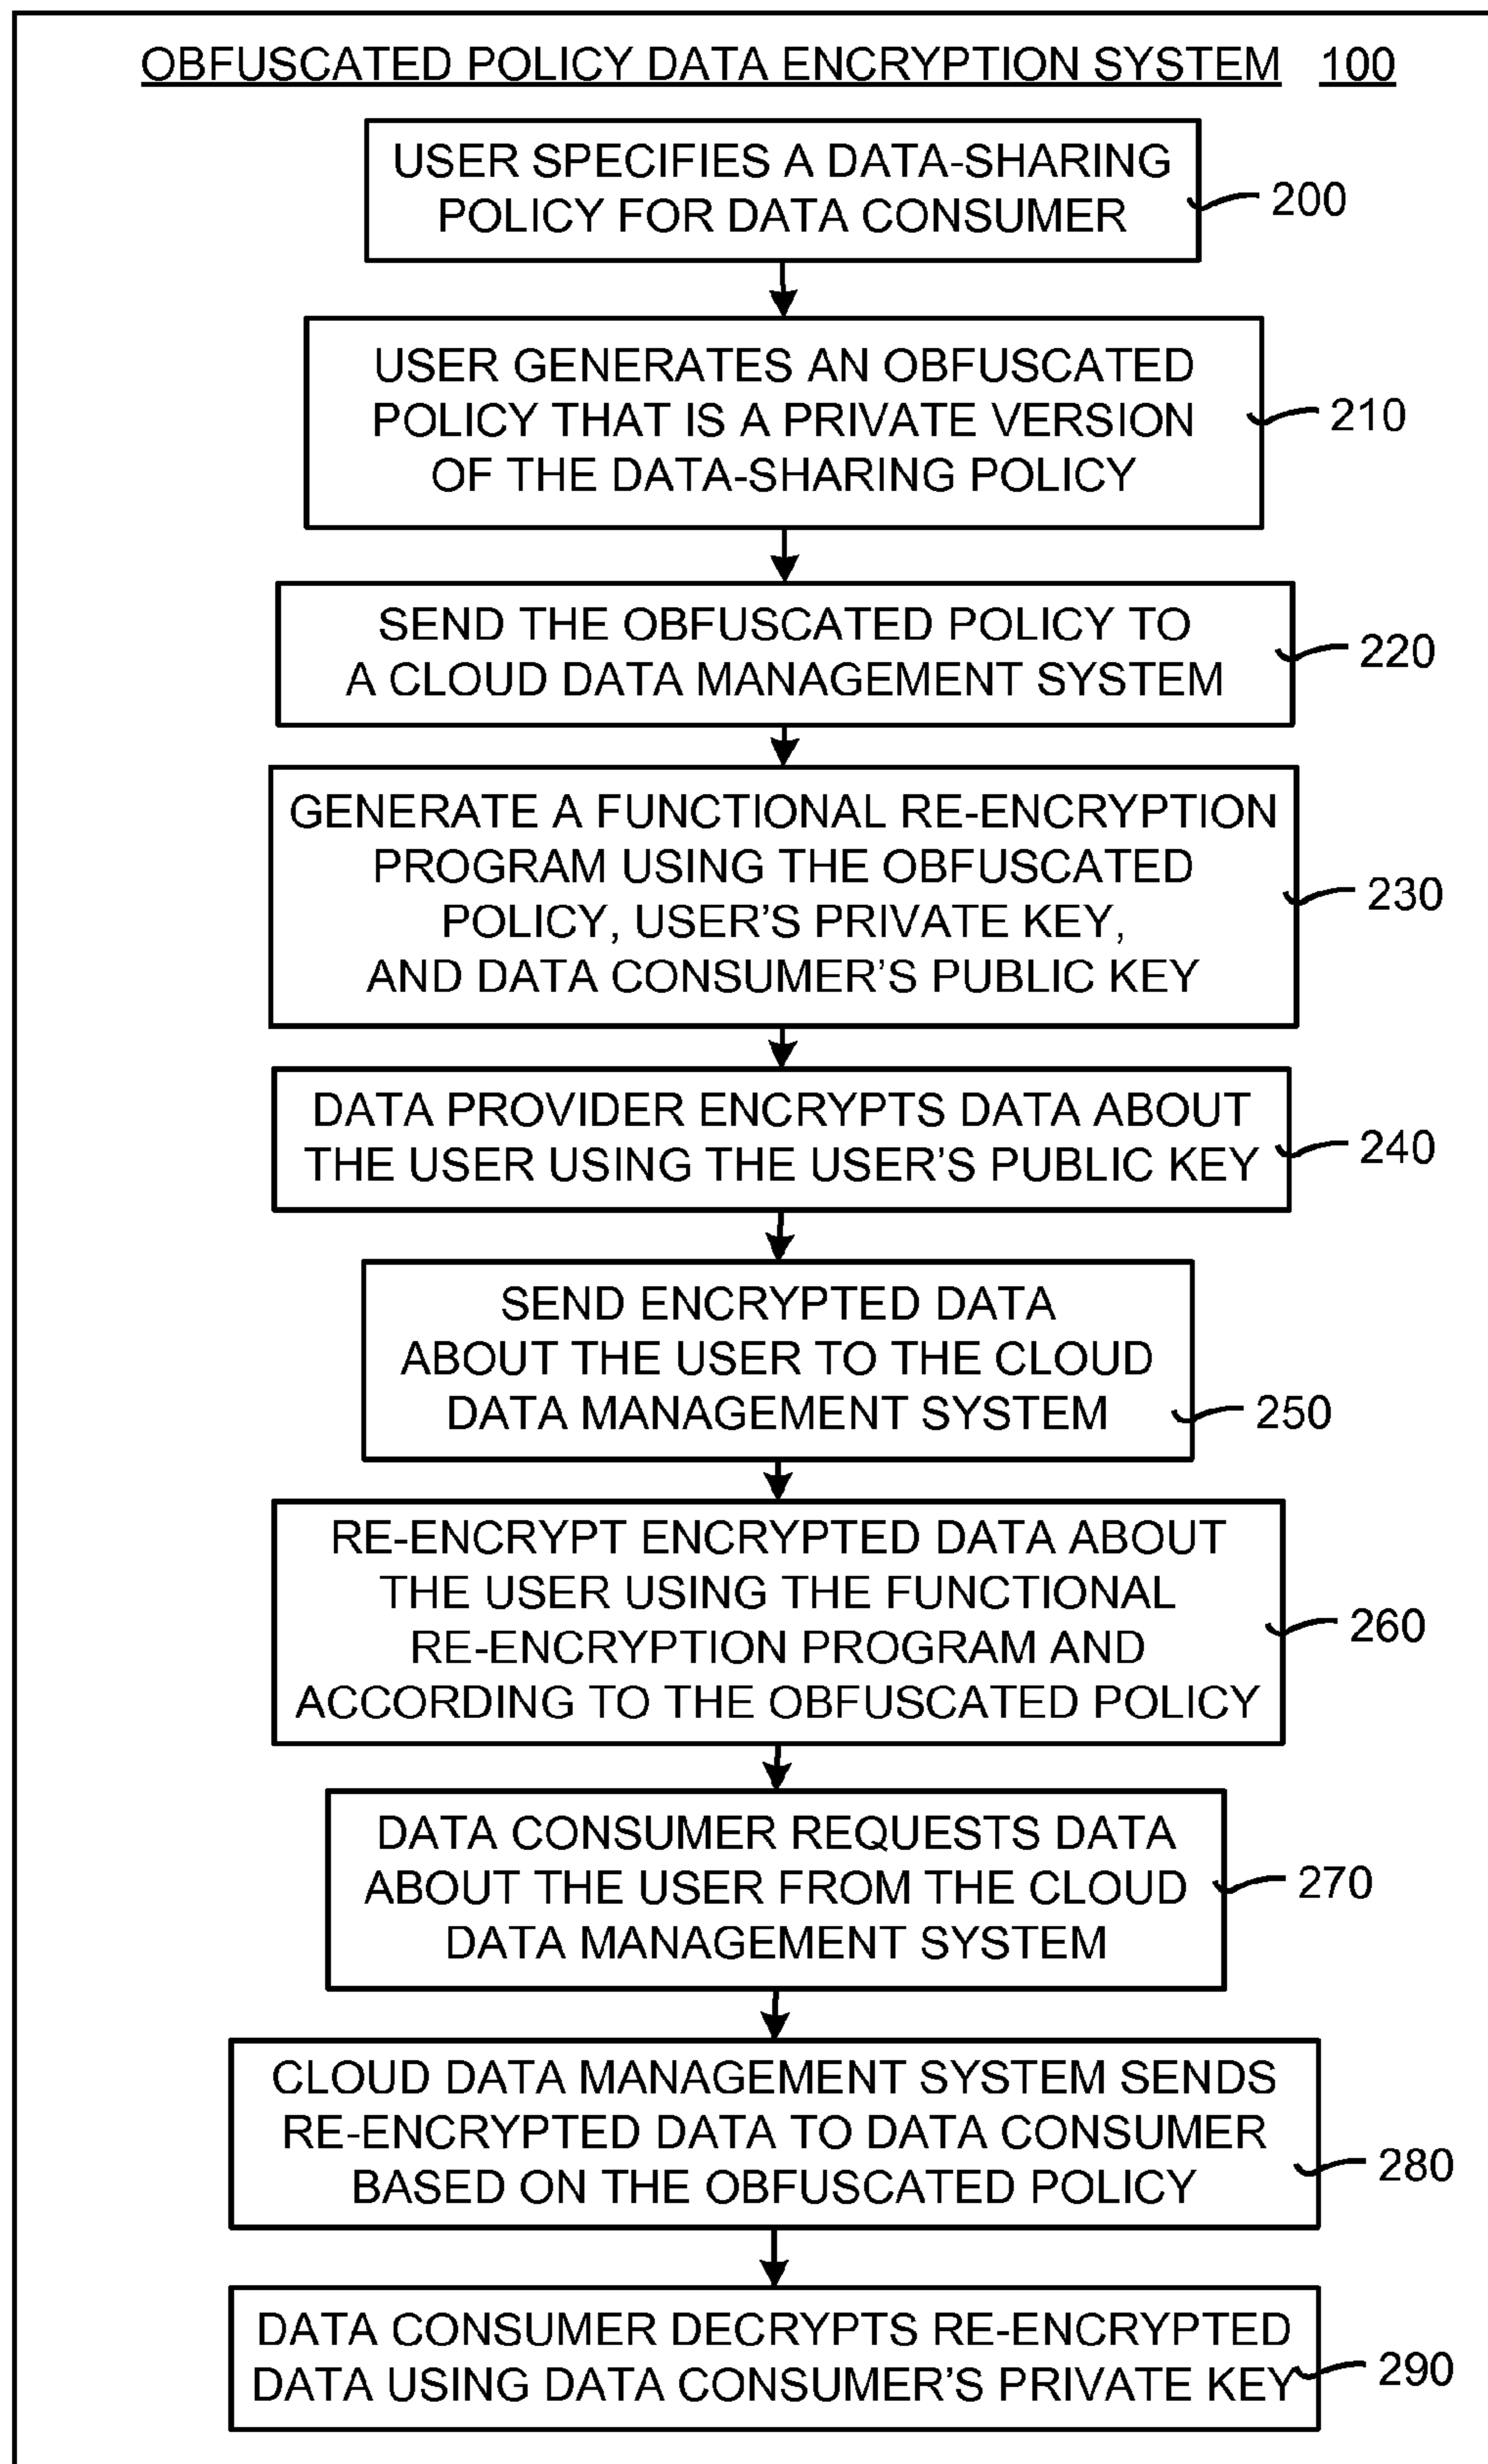 OBFUSCATED POLICY DATA ENCRYPTION SYSTEM 100
USER SPECIFIES A DATA-SHARING
POLICY FOR DATA CONSUMER
200
USER GENERATES AN OBFUSCATED
POLICY THAT IS A PRIVATE VERSION
OF THE DATA-SHARING POLICY
210
SEND THE OBFUSCATED POLICY TO
A CLOUD DATA MANAGEMENT SYSTEM
220
GENERATE A FUNCTIONAL RE-ENCRYPTION
PROGRAM USING THE OBFUSCATED
POLICY, USER'S PRIVATE KEY,
AND DATA CONSUMER'S PUBLIC KEY
230
DATA PROVIDER ENCRYPTS DATA ABOUT
THE USER USING THE USER'S PUBLIC KEY
240
SEND ENCRYPTED DATA
ABOUT THE USER TO THE CLOUD
DATA MANAGEMENT SYSTEM
250
RE-ENCRYPT ENCRYPTED DATA ABOUT
THE USER USING THE FUNCTIONAL
RE-ENCRYPTION PROGRAM AND
ACCORDING TO THE OBFUSCATED POLICY
260
DATA CONSUMER REQUESTS DATA
ABOUT THE USER FROM THE CLOUD
DATA MANAGEMENT SYSTEM
270
CLOUD DATA MANAGEMENT SYSTEM SENDS
RE-ENCRYPTED DATA TO DATA CONSUMER
BASED ON THE OBFUSCATED POLICY
280
DATA CONSUMER DECRYPTS RE-ENCRYPTED
DATA USING DATA CONSUMER'S PRIVATE KEY
290